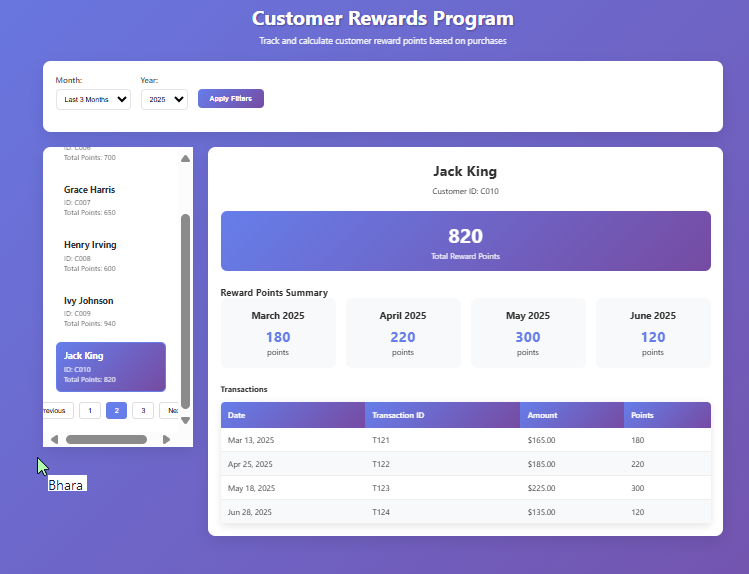 Customer Rewards Program
Track and calculate customer reward points based on purchases
Month: Year:
Last 3 Months 2025 Apply Filters
ID: C006
Total Points: 700
Grace Harris
ID: C007
Total Points: 650
Henry Irving
ID: C008
Total Points: 600
Ivy Johnson
ID: C009
Total Points: 940
Jack King
ID: C010
Total Points: 820
revious 1 2 3 Ne
Bhara
Jack King
Customer ID: C010
820
Total Reward Points
Reward Points Summary
March 2025 April 2025 May 2025 June 2025
180 220 300 120
points points points points
Transactions
Date Transaction ID Amount Points
Mar 13, 2025 T121 $165.00 180
Apr 25, 2025 T122 $185.00 220
May 18, 2025 T123 $225.00 300
Jun 28, 2025 T124 $135.00 120